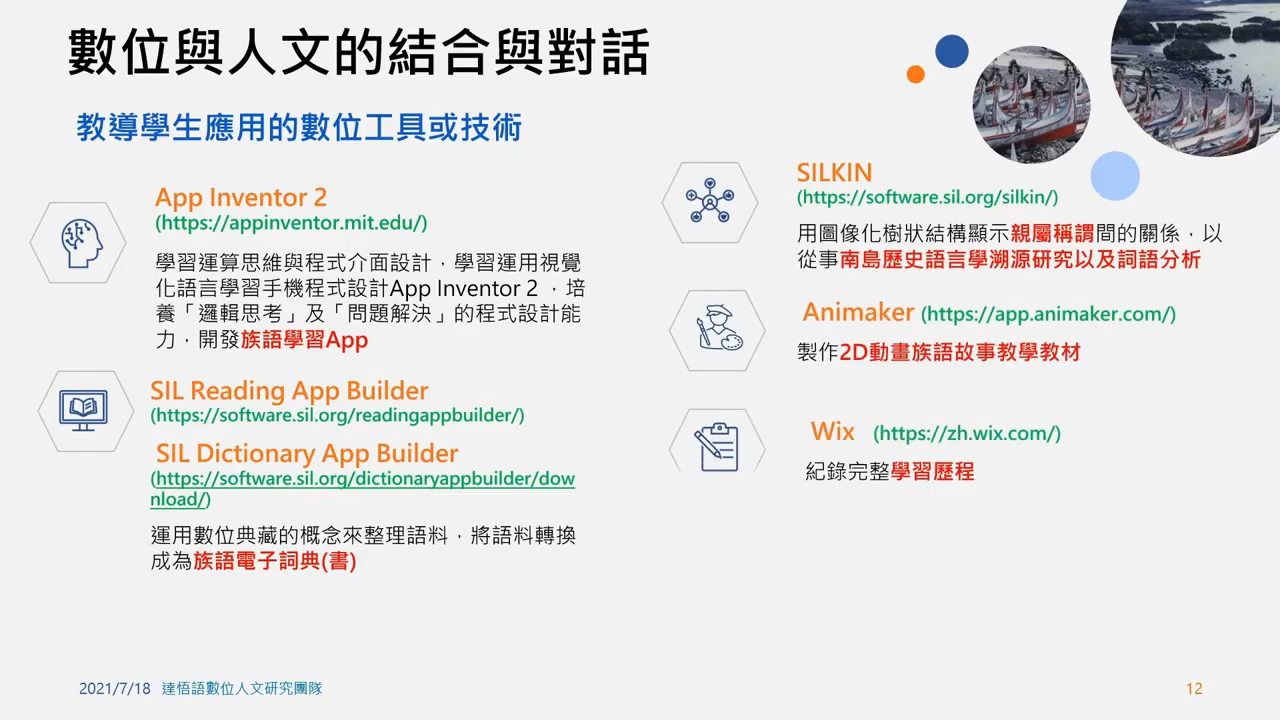 數位與人文的結合與對話
教導學生應用的數位工具或技術
App Inventor 2
(https://appinventor.mit.edu/)
學習運算思維與程式介面設計，學習運用視覺
化語言學習手機程式設計App Inventor 2 ，培
養「邏輯思考」及「問題解決」的程式設計能
力，開發族語學習App
SIL Reading App Builder
(https://software.sil.org/readingappbuilder/)
SIL Dictionary App Builder
(https://software.sil.org/dictionaryappbuilder/dow
nload/)
運用數位典藏的概念來整理語料，將語料轉換
成為族語電子詞典(書)
SILKIN
(https://software.sil.org/silkin/)
用圖像化樹狀結構顯示親屬稱謂間的關係，以
從事南島歷史語言學溯源研究以及詞語分析
Animaker (https://app.animaker.com/)
製作2D動畫族語故事教學教材
Wix (https://zh.wix.com/)
紀錄完整學習歷程
2021/7/18 達悟語數位人文研究團隊
12